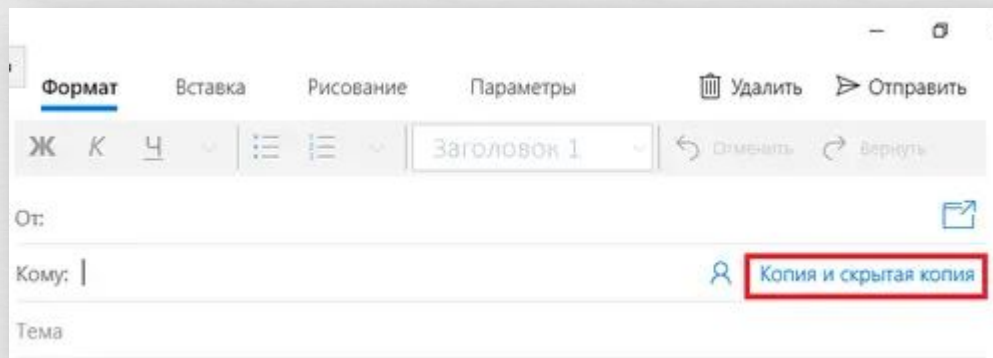 Формат Вставка Рисование Параметры Удалить Отправить
Ж К Ч Заголовок 1 Отменить Вернуть
От:
Кому: Копия и скрытая копия
Тема